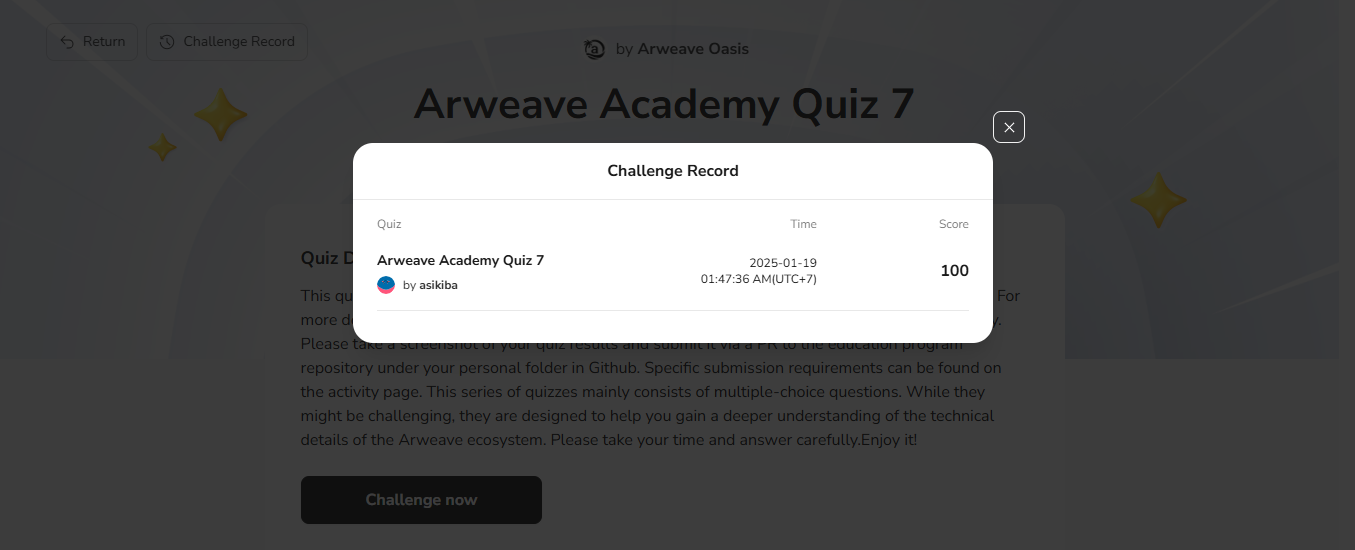 Return
Challenge Record
by Arweave Oasis
Arweave Academy Quiz 7
Challenge Record
Quiz Time Score
Arweave Academy Quiz 7
by asikiba
2025-01-19
01:47:36 AM(UTC+7)
100
Quiz D
This qu For
more de y.
Please take a screenshot of your quiz results and submit it via a PR to the education program
repository under your personal folder in Github. Specific submission requirements can be found on
the activity page. This series of quizzes mainly consists of multiple-choice questions. While they
might be challenging, they are designed to help you gain a deeper understanding of the technical
details of the Arweave ecosystem. Please take your time and answer carefully.Enjoy it!
Challenge now